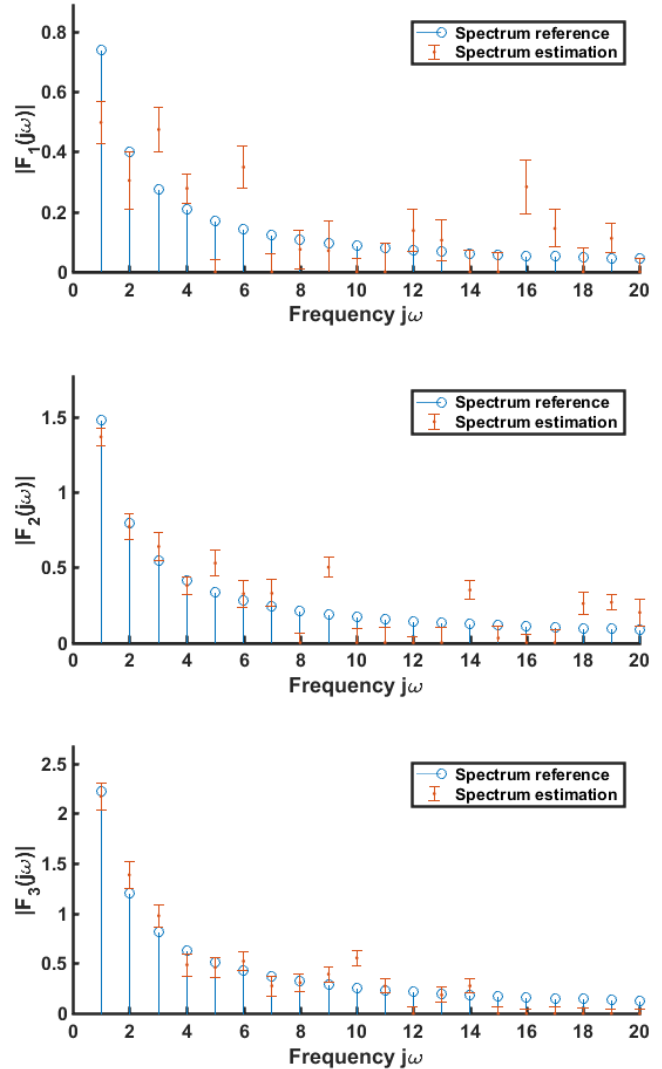 Spectrum reference
Spectrum estimation
|F_1(jω)|
0.8
0.6
0.4
0.2
0
0 2 4 6 8 10 12 14 16 18 20
Frequency jω
Spectrum reference
Spectrum estimation
|F_2(jω)|
1.5
1
0.5
0
0 2 4 6 8 10 12 14 16 18 20
Frequency jω
Spectrum reference
Spectrum estimation
|F_3(jω)|
2.5
2
1.5
1
0.5
0
0 2 4 6 8 10 12 14 16 18 20
Frequency jω